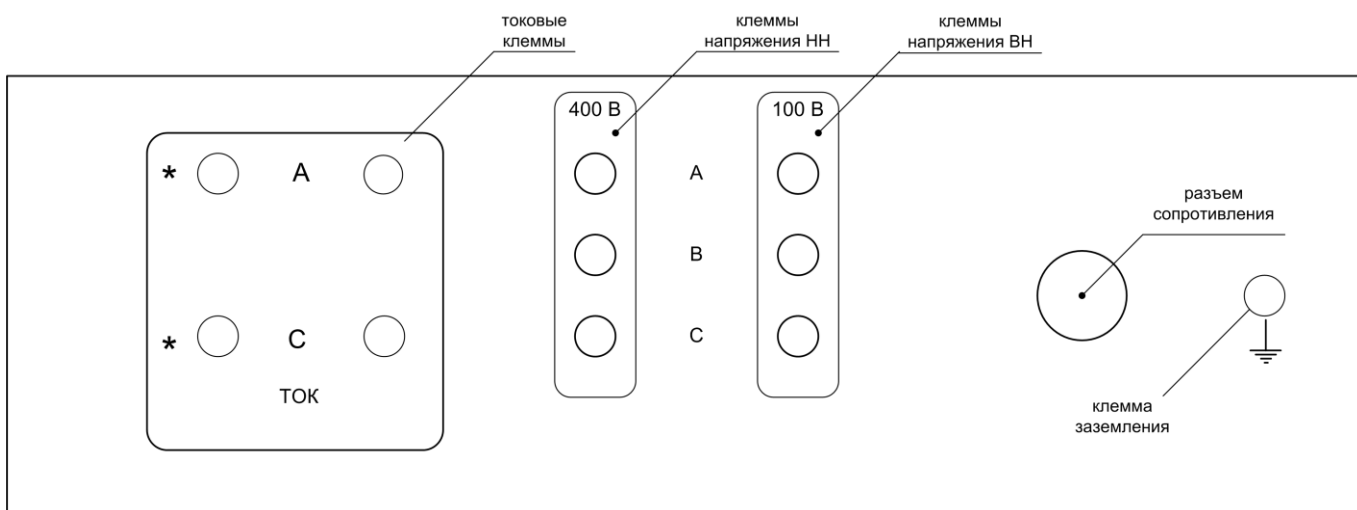 токовые
клеммы
клеммы
напряжения НН
клеммы
напряжения ВН
400 В
100 В
* А
А
В
С
* С
ТОК
разъем
сопротивления
клемма
заземления